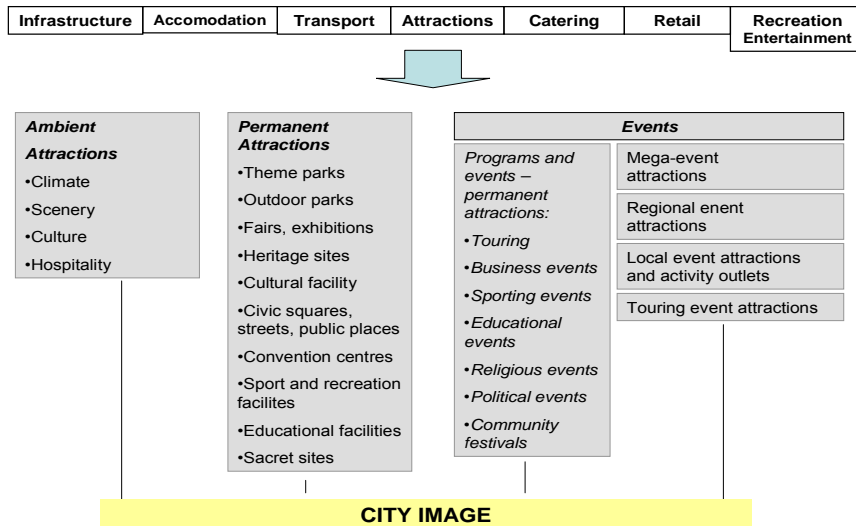 Infrastructure
Accomodation
Transport
Attractions
Catering
Retail
Recreation
Entertainment
Ambient
Attractions
•Climate
•Scenery
•Culture
•Hospitality
Permanent
Attractions
•Theme parks
•Outdoor parks
•Fairs, exhibitions
•Heritage sites
•Cultural facility
•Civic squares,
streets, public places
•Convention centres
•Sport and recreation
facilites
•Educational facilities
•Sacret sites
Events
Programs and
events –
permanent
attractions:
•Touring
•Business events
•Sporting events
•Educational
events
•Religious events
•Political events
•Community
festivals
Mega-event
attractions
Regional enent
attractions
Local event attractions
and activity outlets
Touring event attractions
CITY IMAGE